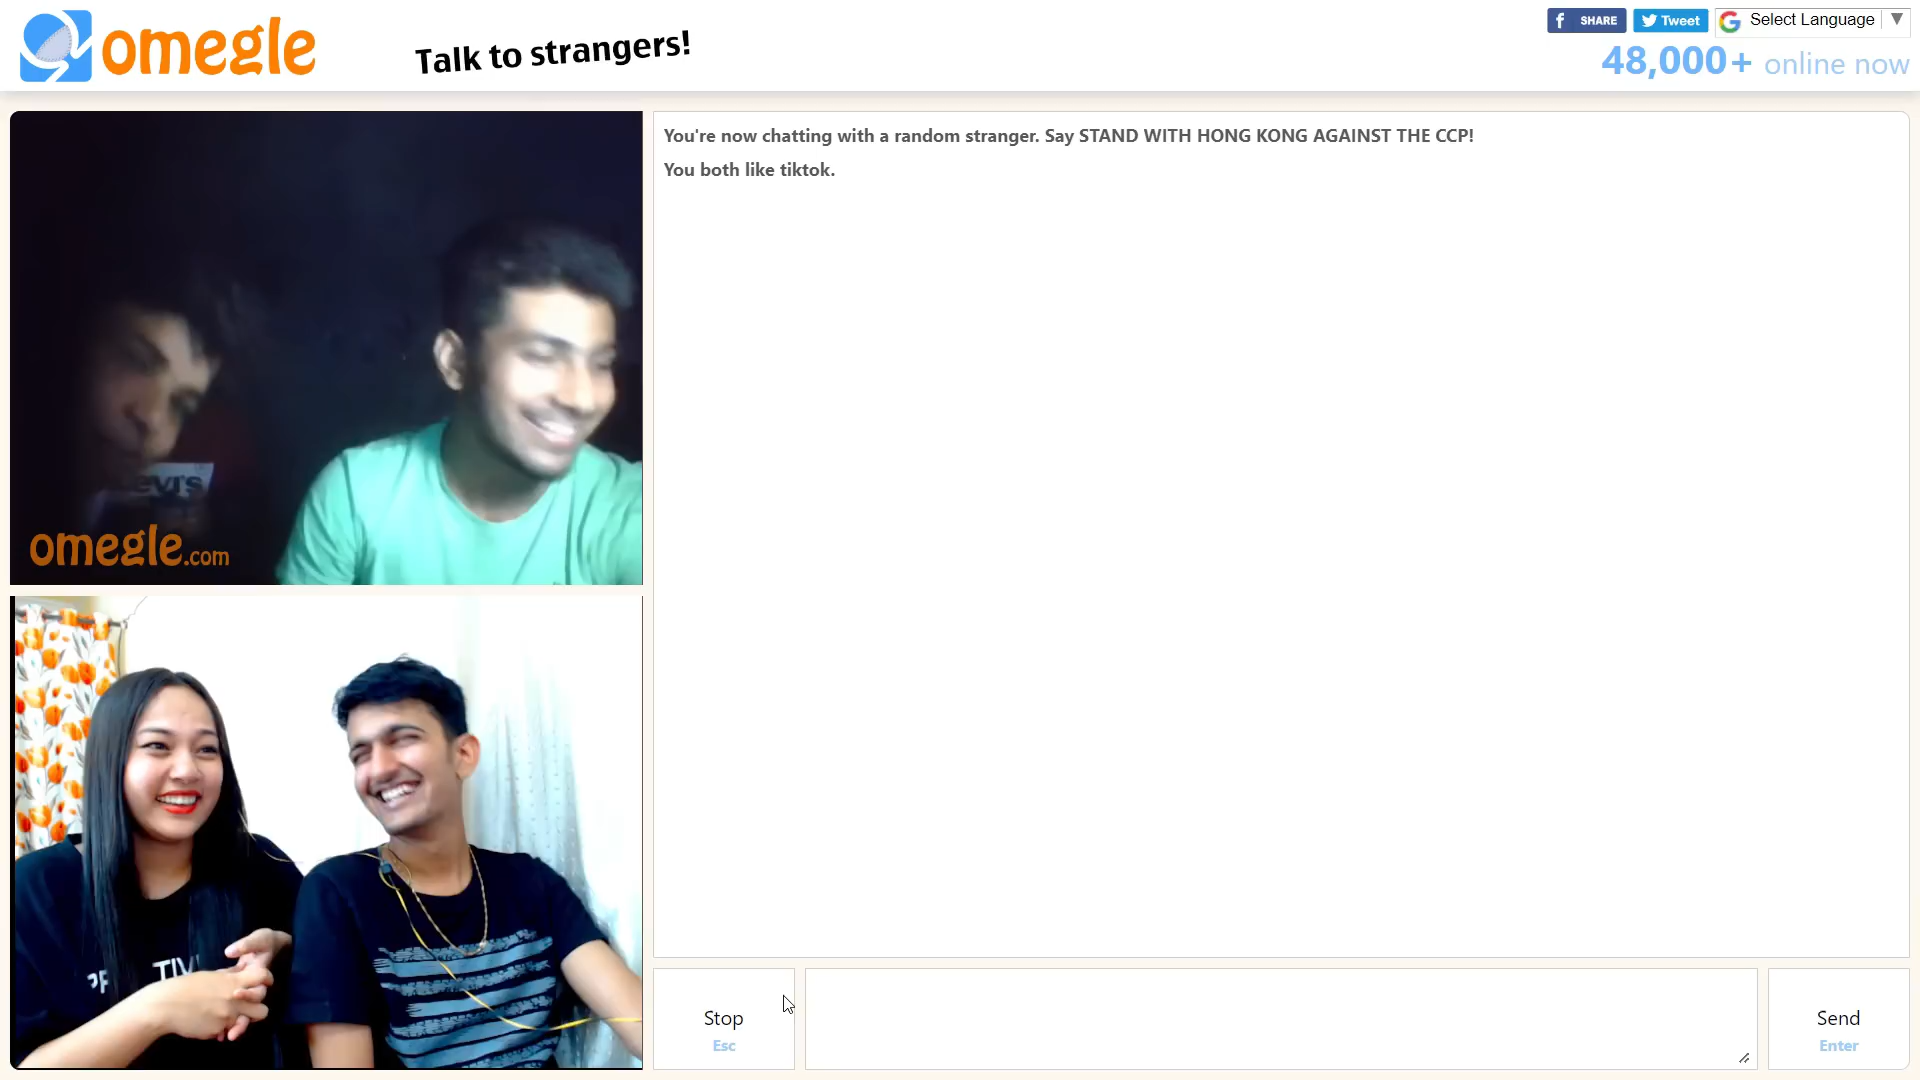 omegle
Talk to strangers!
SHARE
Tweet
Select Language
48,000+ online now
You're now chatting with a random stranger. Say STAND WITH HONG KONG AGAINST THE CCP!
You both like tiktok.
omegle.com
Stop
Esc
Send
Enter